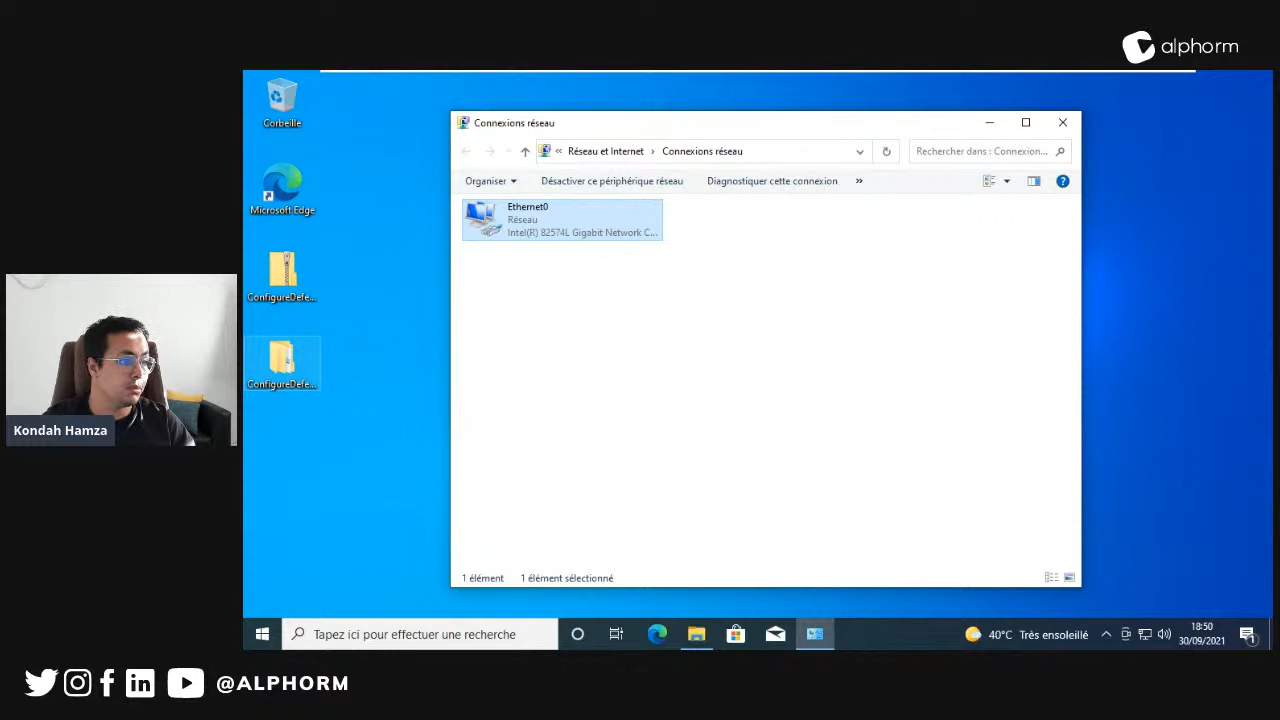 alphorm
Corbeille
Microsoft Edge
ConfigureDefe...
ConfigureDefe...
Kondah Hamza
Connexions réseau
« Réseau et Internet › Connexions réseau
Rechercher dans : Connexion...
Organiser
Désactiver ce périphérique réseau
Diagnostiquer cette connexion
»
Ethernet0
Réseau
Intel(R) 82574L Gigabit Network C...
1 élément
1 élément sélectionné
Tapez ici pour effectuer une recherche
40°C Très ensoleillé
18:50
30/09/2021
1
@ALPHORM